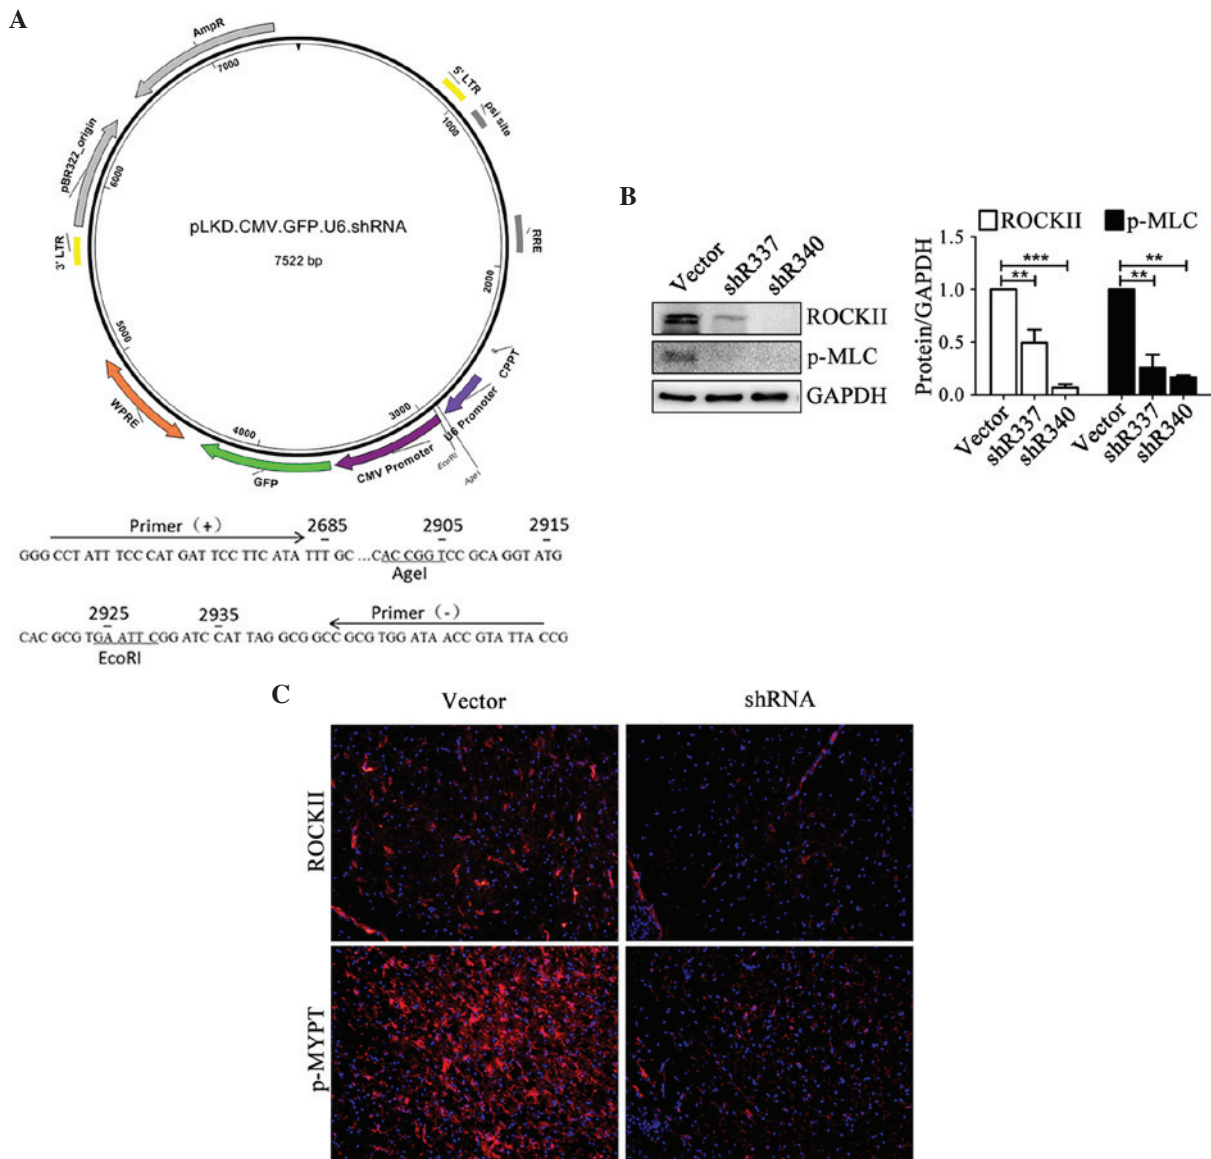 A
AmpR
7000
5' LTR
psi site
1000
pBR322_origin
6000
pLKD.CMV.GFP.U6.shRNA
7522 bp
RRE
2000
3' LTR
5000
WPRE
4000
GFP
3000
CMV Promoter
U6 Promoter
CPPT
EcoRI
AgeI
Primer (+) 2685 2905 2915
GGG CCT ATT TCC CAT GAT TCC TTC ATA TTT GC ...CACC GGT CC GCA GGT ATG
AgeI
2925 2935 Primer (-)
CAC GCG TGA ATT C GG ATC CAT TAG GCG GCC GCG TGG ATA ACC GTA TTA CCG
EcoRI
B
Vector shR337 shR340
ROCKII
p-MLC
GAPDH
ROCKII p-MLC
Protein/GAPDH
1.5
1.0
0.5
0.0
*** **
** **
Vector shR337 shR340 Vector shR337 shR340
C
Vector shRNA
ROCKII
p-MYPT